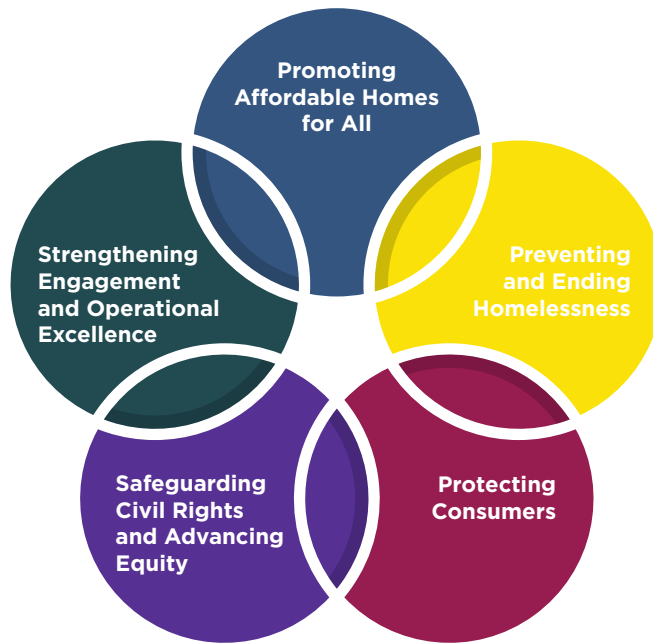 Promoting
Affordable Homes
for All
Strengthening
Engagement
and Operational
Excellence
Preventing
and Ending
Homelessness
Safeguarding
Civil Rights
and Advancing
Equity
Protecting
Consumers